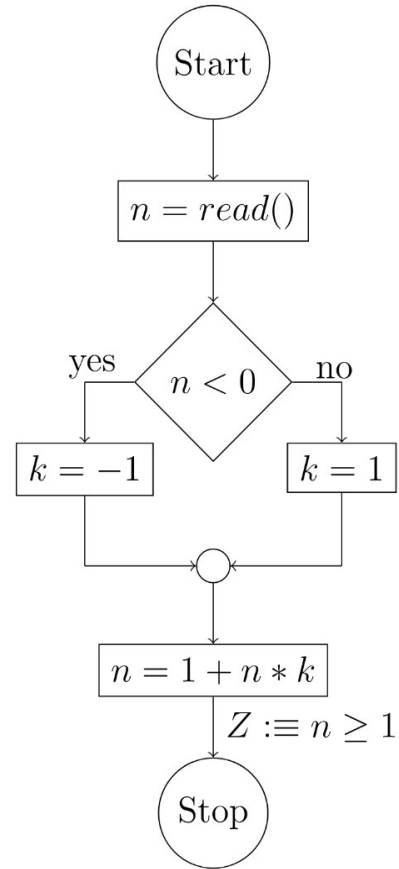 Start
n = read()
yes
n < 0
no
k = −1
k = 1
n = 1 + n ∗ k
Z :≡ n ≥ 1
Stop